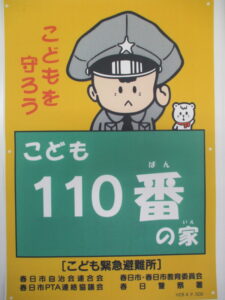 こどもを
守ろう
こども
110番
ばん
の家
いえ
[こども緊急避難所]
春日市自治会連合会
春日市・春日市教育委員会
春日市PTA連絡協議会
春日警察署